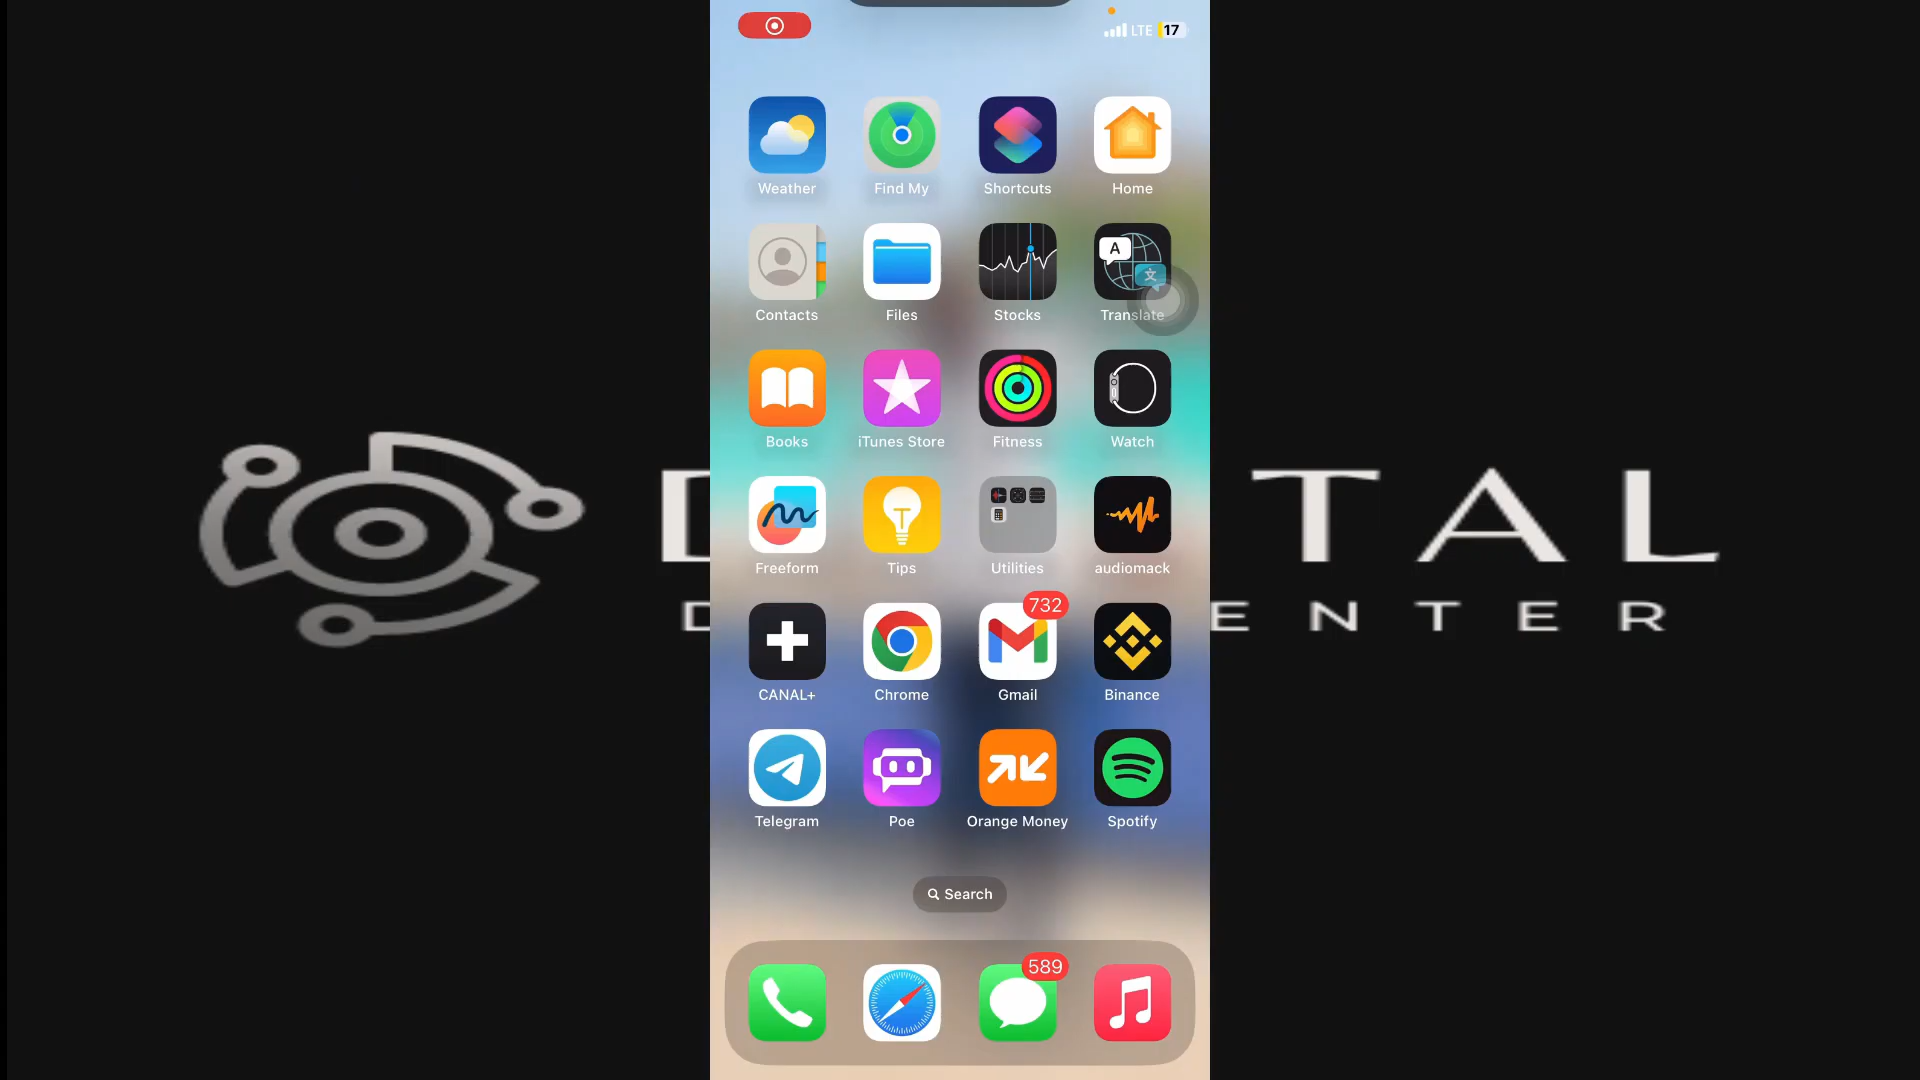 LTE 17
Weather Find My Shortcuts Home
A 文
Contacts Files Stocks Translate
Books iTunes Store Fitness Watch
D TAL
Freeform Tips Utilities audiomack
D ENTER
732
CANAL+ Chrome Gmail Binance
Telegram Poe Orange Money Spotify
Search
589